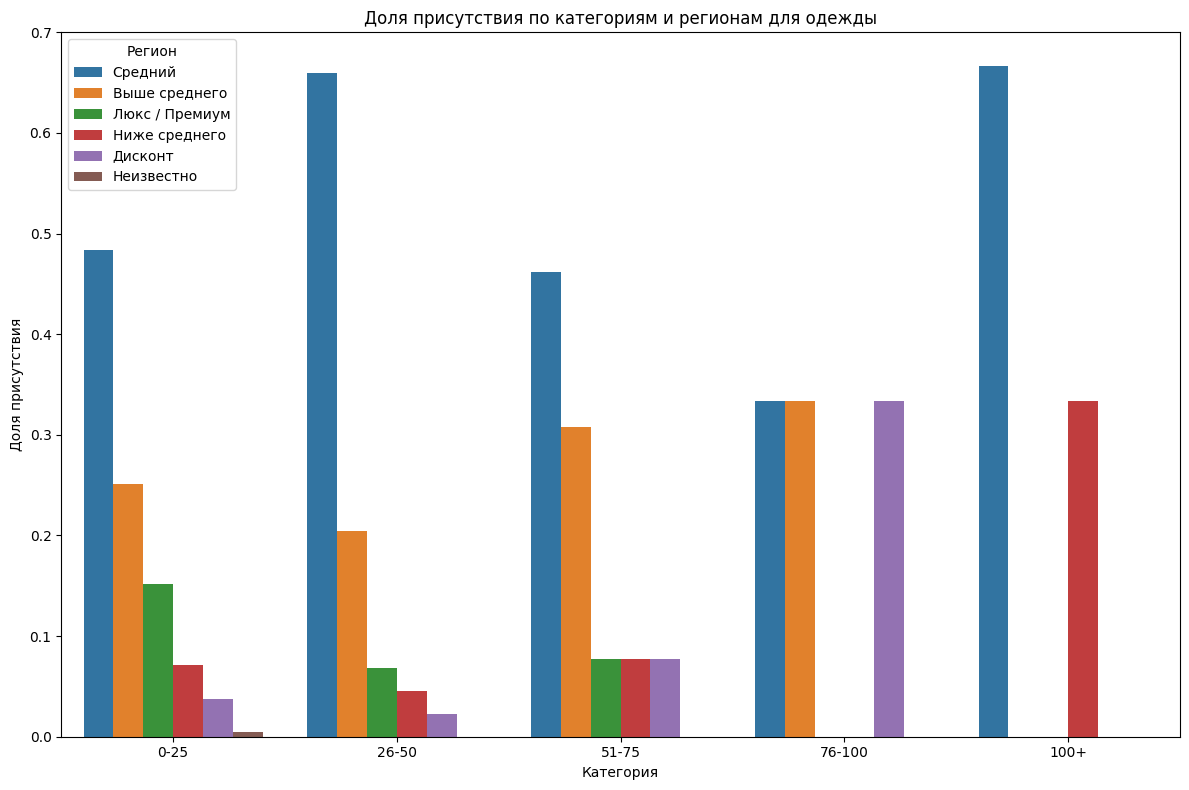 Доля присутствия по категориям и регионам для одежды
Регион
Средний
Выше среднего
Люкс / Премиум
Ниже среднего
Дисконт
Неизвестно
Доля присутствия
0.7
0.6
0.5
0.4
0.3
0.2
0.1
0.0
0-25
26-50
51-75
76-100
100+
Категория